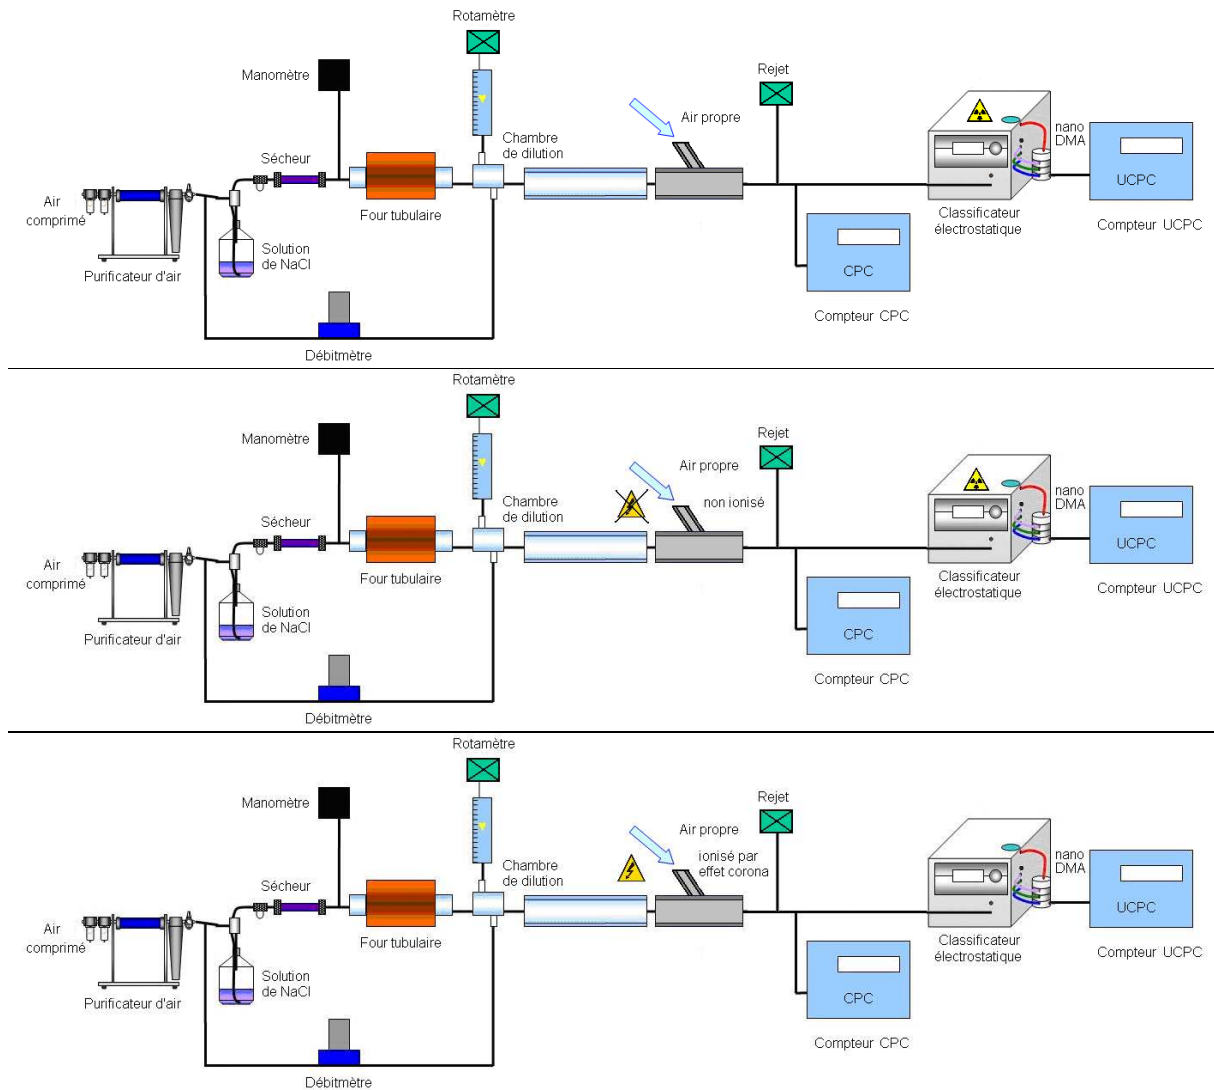 Rotamètre
Manomètre
Rejet
Air propre
Chambre
de dilution
nano
DMA
Sécheur
UCPC
Air
comprimé
Four tubulaire
Classificateur
électrostatique
Compteur UCPC
Solution
de NaCl
CPC
Purificateur d'air
Compteur CPC
Débitmètre
Rotamètre
Manomètre
Rejet
Air propre
non ionisé
Chambre
de dilution
nano
DMA
Sécheur
UCPC
Air
comprimé
Four tubulaire
Classificateur
électrostatique
Compteur UCPC
Solution
de NaCl
CPC
Purificateur d'air
Compteur CPC
Débitmètre
Rotamètre
Manomètre
Rejet
Air propre
ionisé par
effet corona
Chambre
de dilution
nano
DMA
Sécheur
UCPC
Air
comprimé
Four tubulaire
Classificateur
électrostatique
Compteur UCPC
Solution
de NaCl
CPC
Purificateur d'air
Compteur CPC
Débitmètre